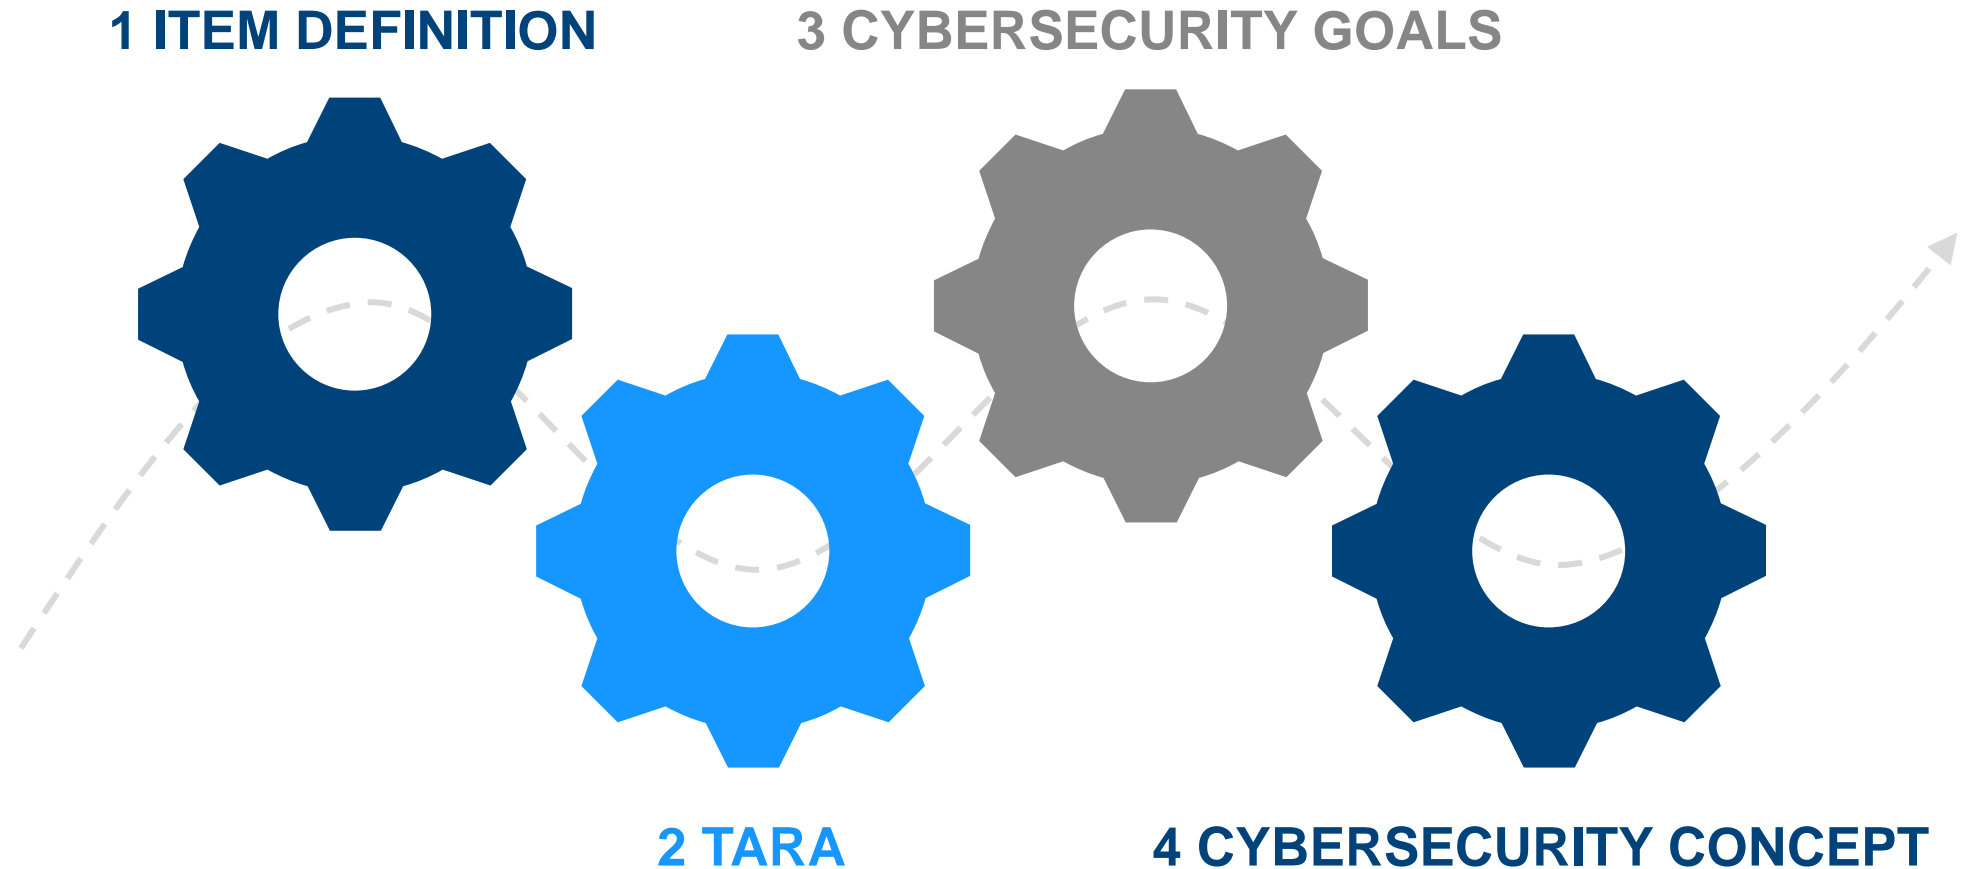 1 ITEM DEFINITION
3 CYBERSECURITY GOALS
2 TARA
4 CYBERSECURITY CONCEPT